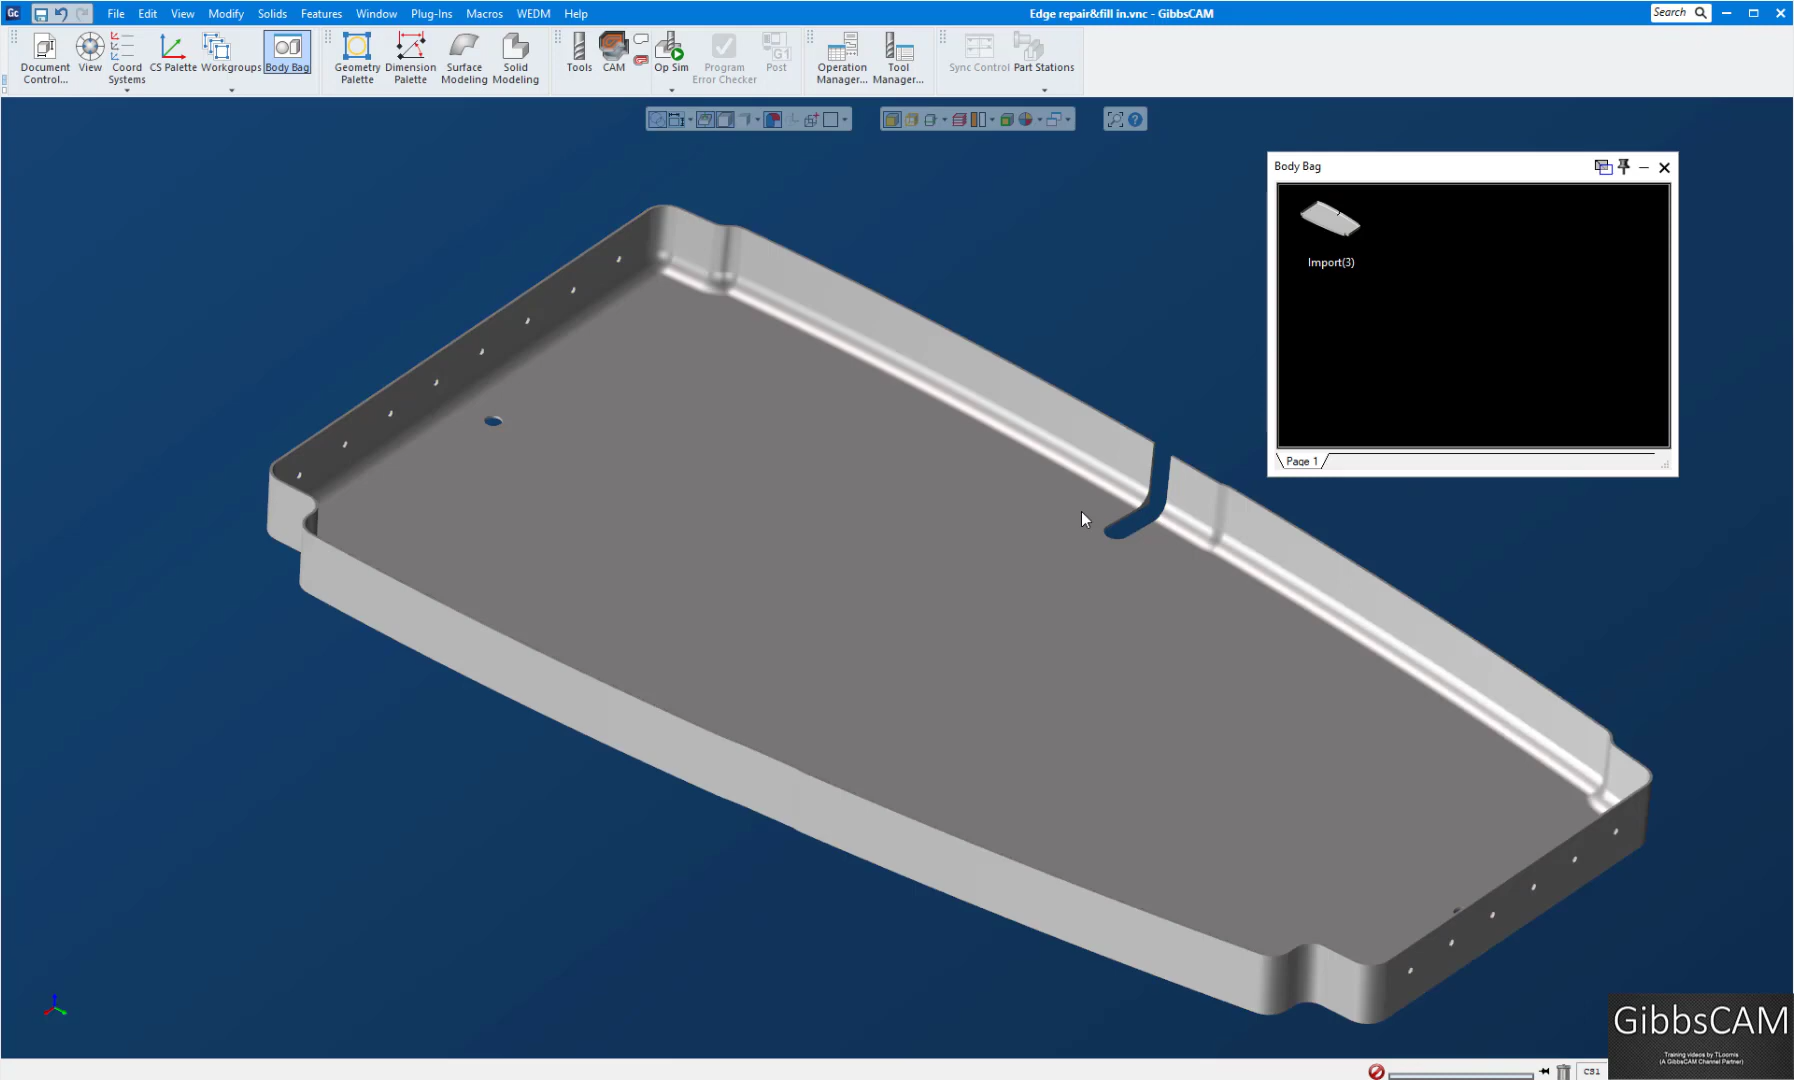 Gc
File Edit View Modify Solids Features Window Plug-Ins Macros WEDM Help
Edge repair&fill in.vnc - GibbsCAM
Search
Document Control...
View
Coord Systems
CS Palette
Workgroups
Body Bag
Geometry Palette
Dimension Palette
Surface Modeling
Solid Modeling
Tools
CAM
Op Sim
Program Error Checker
G1
Post
Operation Manager...
Tool Manager...
Sync Control
Part Stations
Body Bag
Import(3)
Page 1
GibbsCAM
Training videos by TLoomis
(A GibbsCAM Channel Partner)
CS1